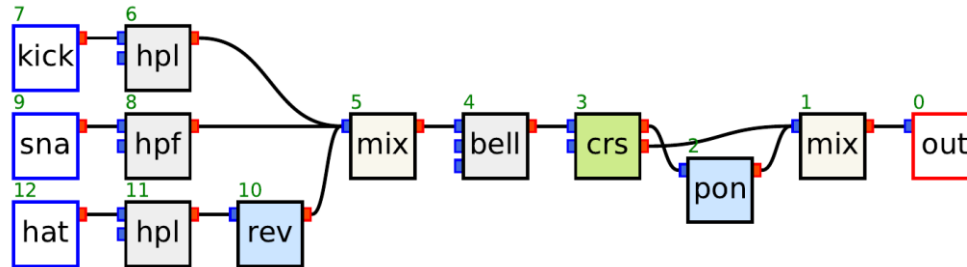 7 6
kick hpl
9 8 5 4 3 1 0
sna hpf mix bell crs mix out
2
pon
12 11 10
hat hpl rev